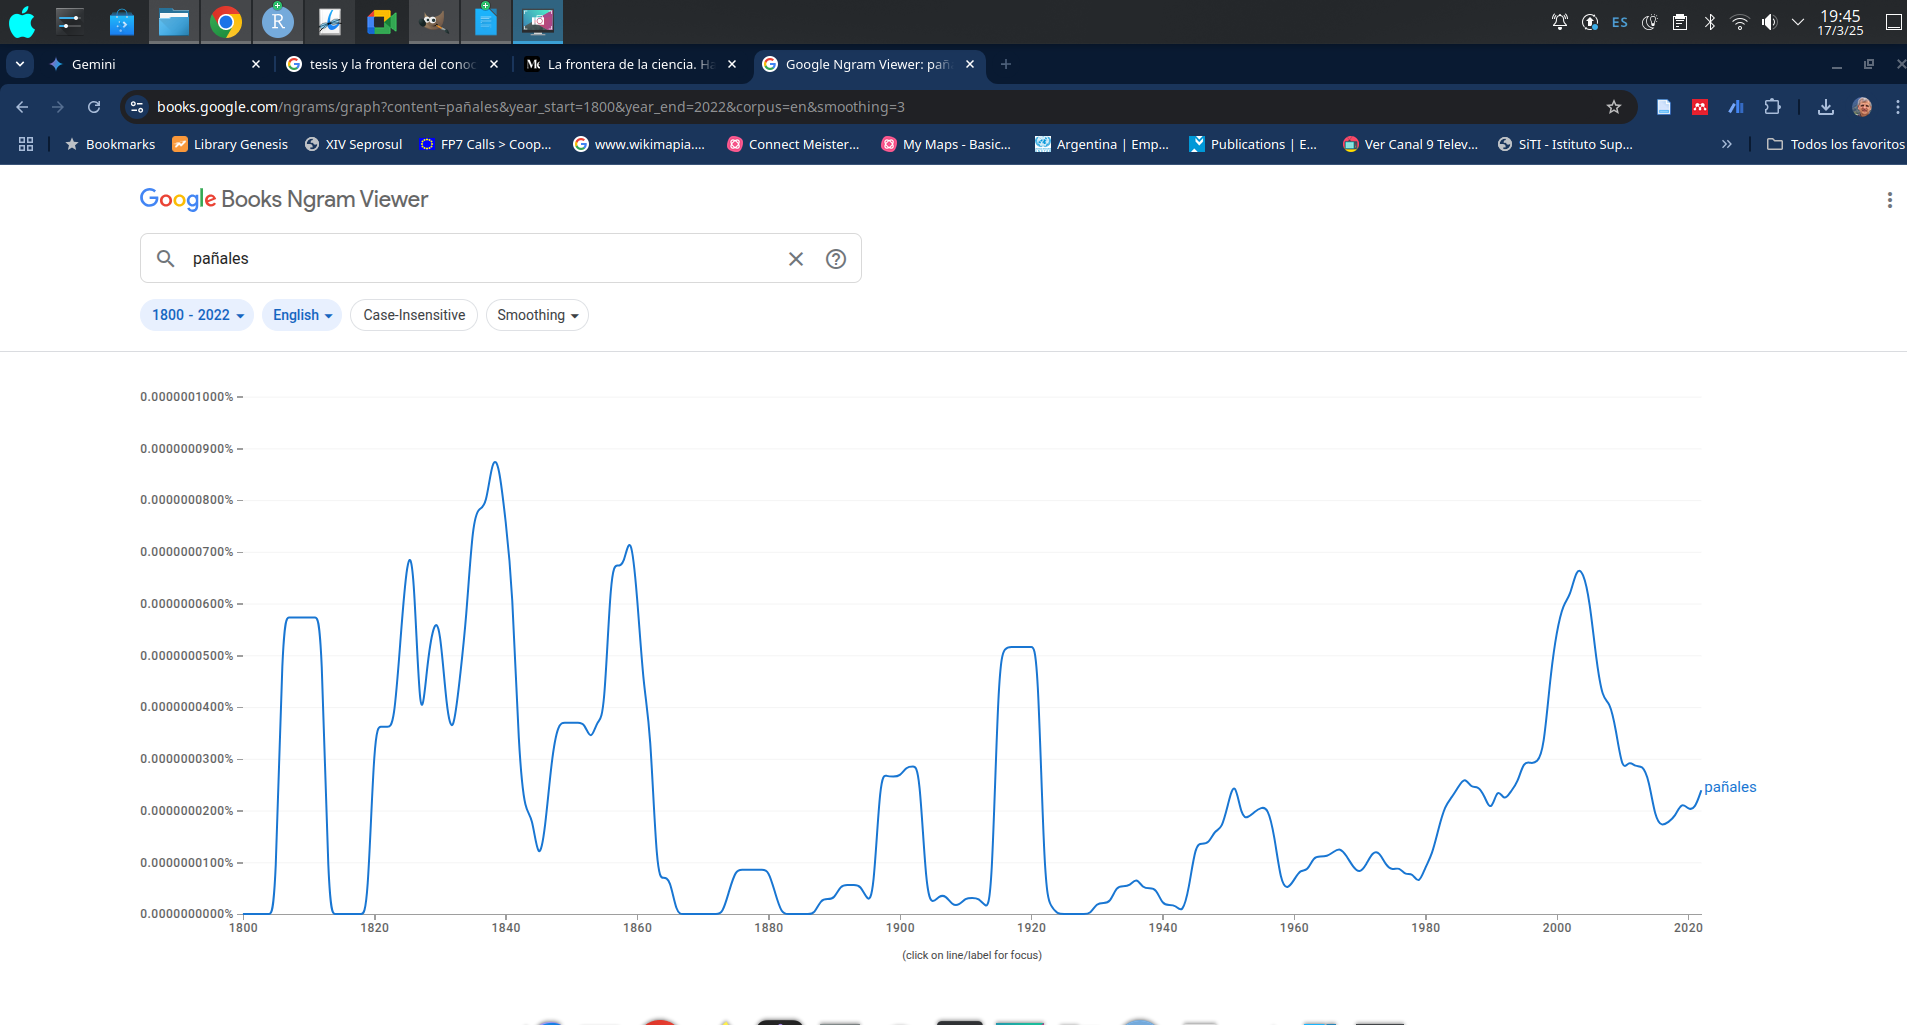 ES
19:45
17/3/25
Gemini
tesis y la frontera del cono
La frontera de la ciencia. Ha
Google Ngram Viewer: pañ
books.google.com/ngrams/graph?content=pañales&year_start=1800&year_end=2022&corpus=en&smoothing=3
Bookmarks
Library Genesis
XIV Seprosul
FP7 Calls > Coop...
www.wikimapia....
Connect Meister...
My Maps - Basic...
Argentina | Emp...
Publications | E...
Ver Canal 9 Telev...
SiTI - Istituto Sup...
»
Todos los favoritos
Google Books Ngram Viewer
pañales
1800 - 2022
English
Case-Insensitive
Smoothing
0.0000001000%
0.0000000900%
0.0000000800%
0.0000000700%
0.0000000600%
0.0000000500%
0.0000000400%
0.0000000300%
0.0000000200%
0.0000000100%
0.0000000000%
pañales
1800 1820 1840 1860 1880 1900 1920 1940 1960 1980 2000 2020
(click on line/label for focus)